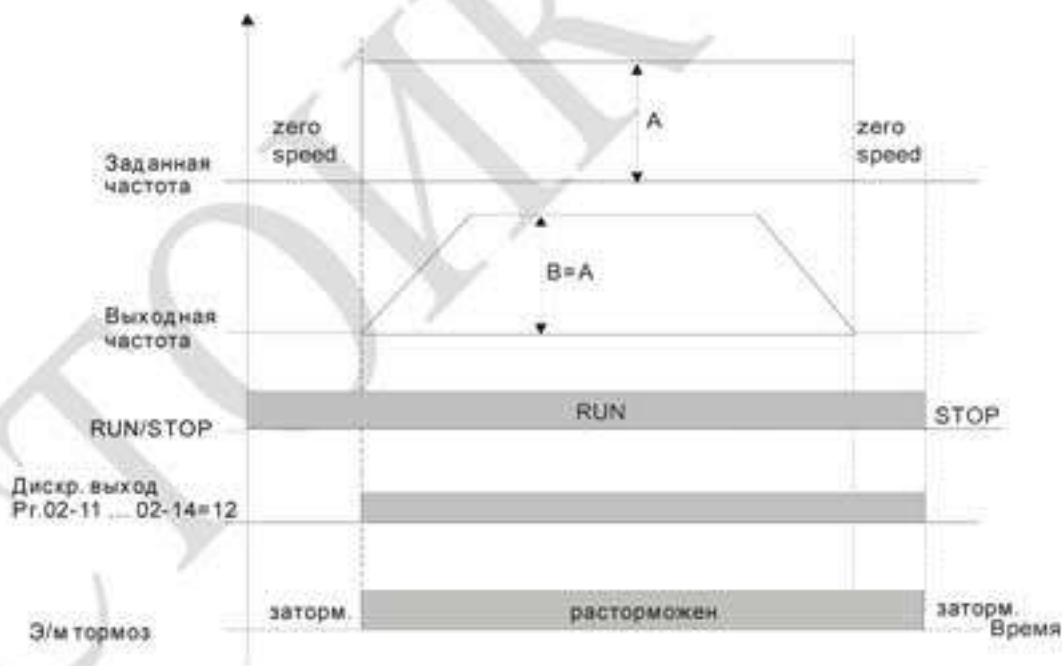 A
zero
speed
zero
speed
Заданная
частота
B=A
Выходная
частота
RUN
STOP
RUN/STOP
Дискр. выход
Pr.02-11 ... 02-14=12
заторм.
расторможен
заторм.
Э/м тормоз
Время